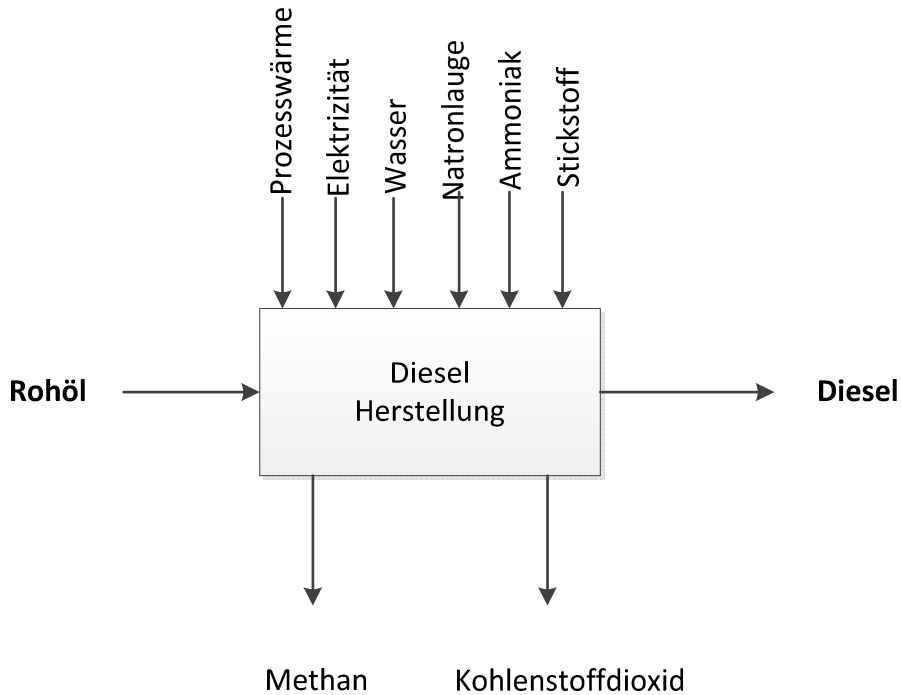 Prozesswärme
Elektrizität
Wasser
Natronlauge
Ammoniak
Stickstoff
Rohöl
Diesel
Herstellung
Diesel
Methan
Kohlenstoffdioxid